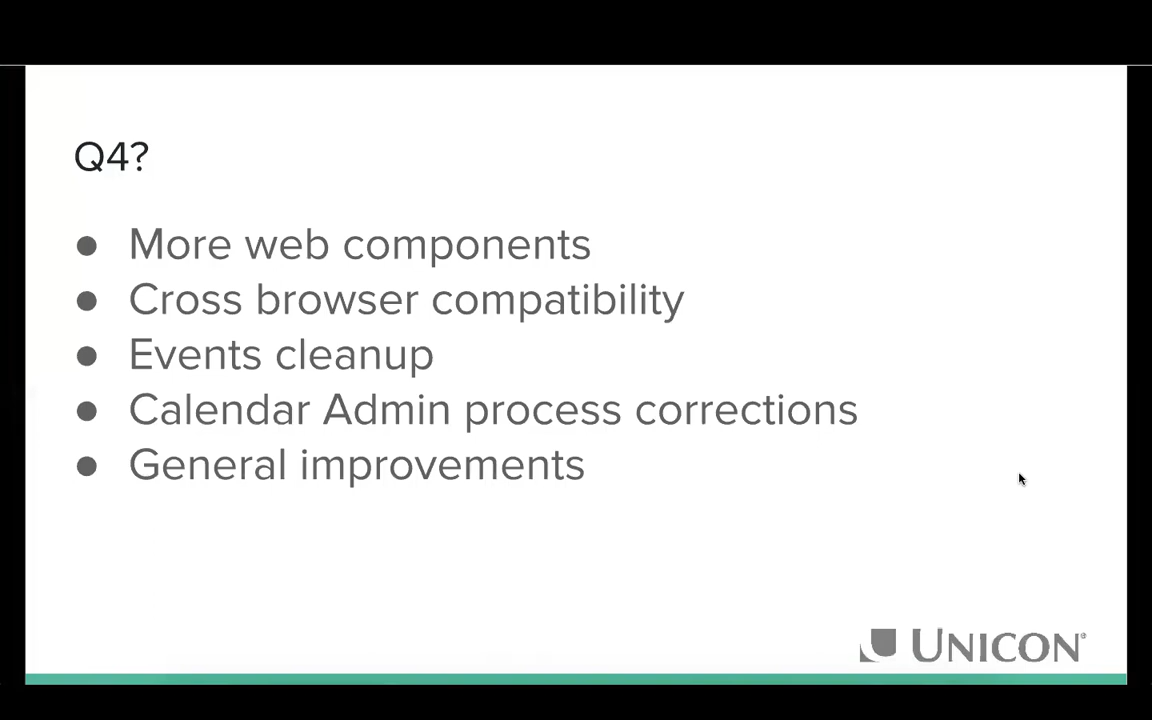 Q4?
● More web components
● Cross browser compatibility
● Events cleanup
● Calendar Admin process corrections
● General improvements
UNICON®